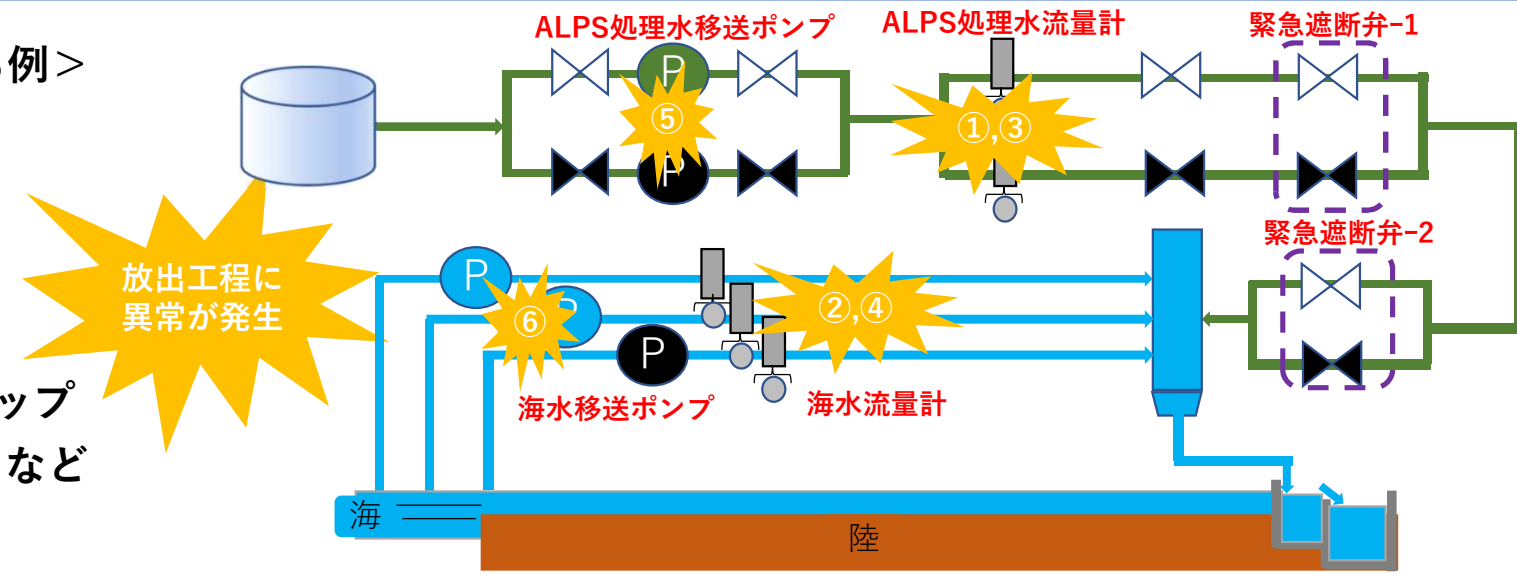 例>
ALPS処理水移送ポンプ
ALPS処理水流量計
緊急遮断弁-1
P
⑤
P
①,③
緊急遮断弁-2
放出工程に
異常が発生
P
⑥
P
P
②,④
ップ
など
海水移送ポンプ
海水流量計
海
陸